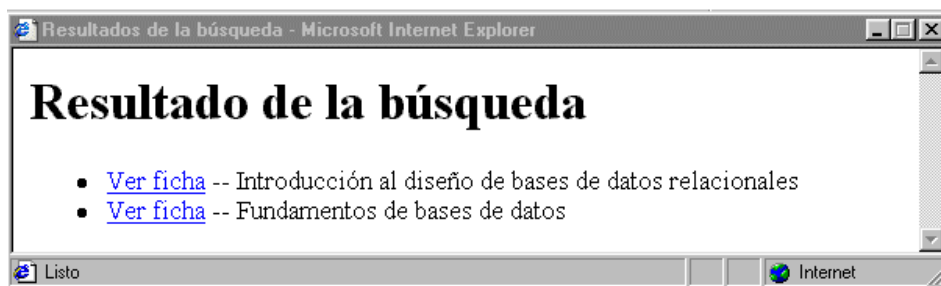 Resultados de la búsqueda - Microsoft Internet Explorer
Resultado de la búsqueda
Ver ficha -- Introducción al diseño de bases de datos relacionales
Ver ficha -- Fundamentos de bases de datos
Listo
Internet